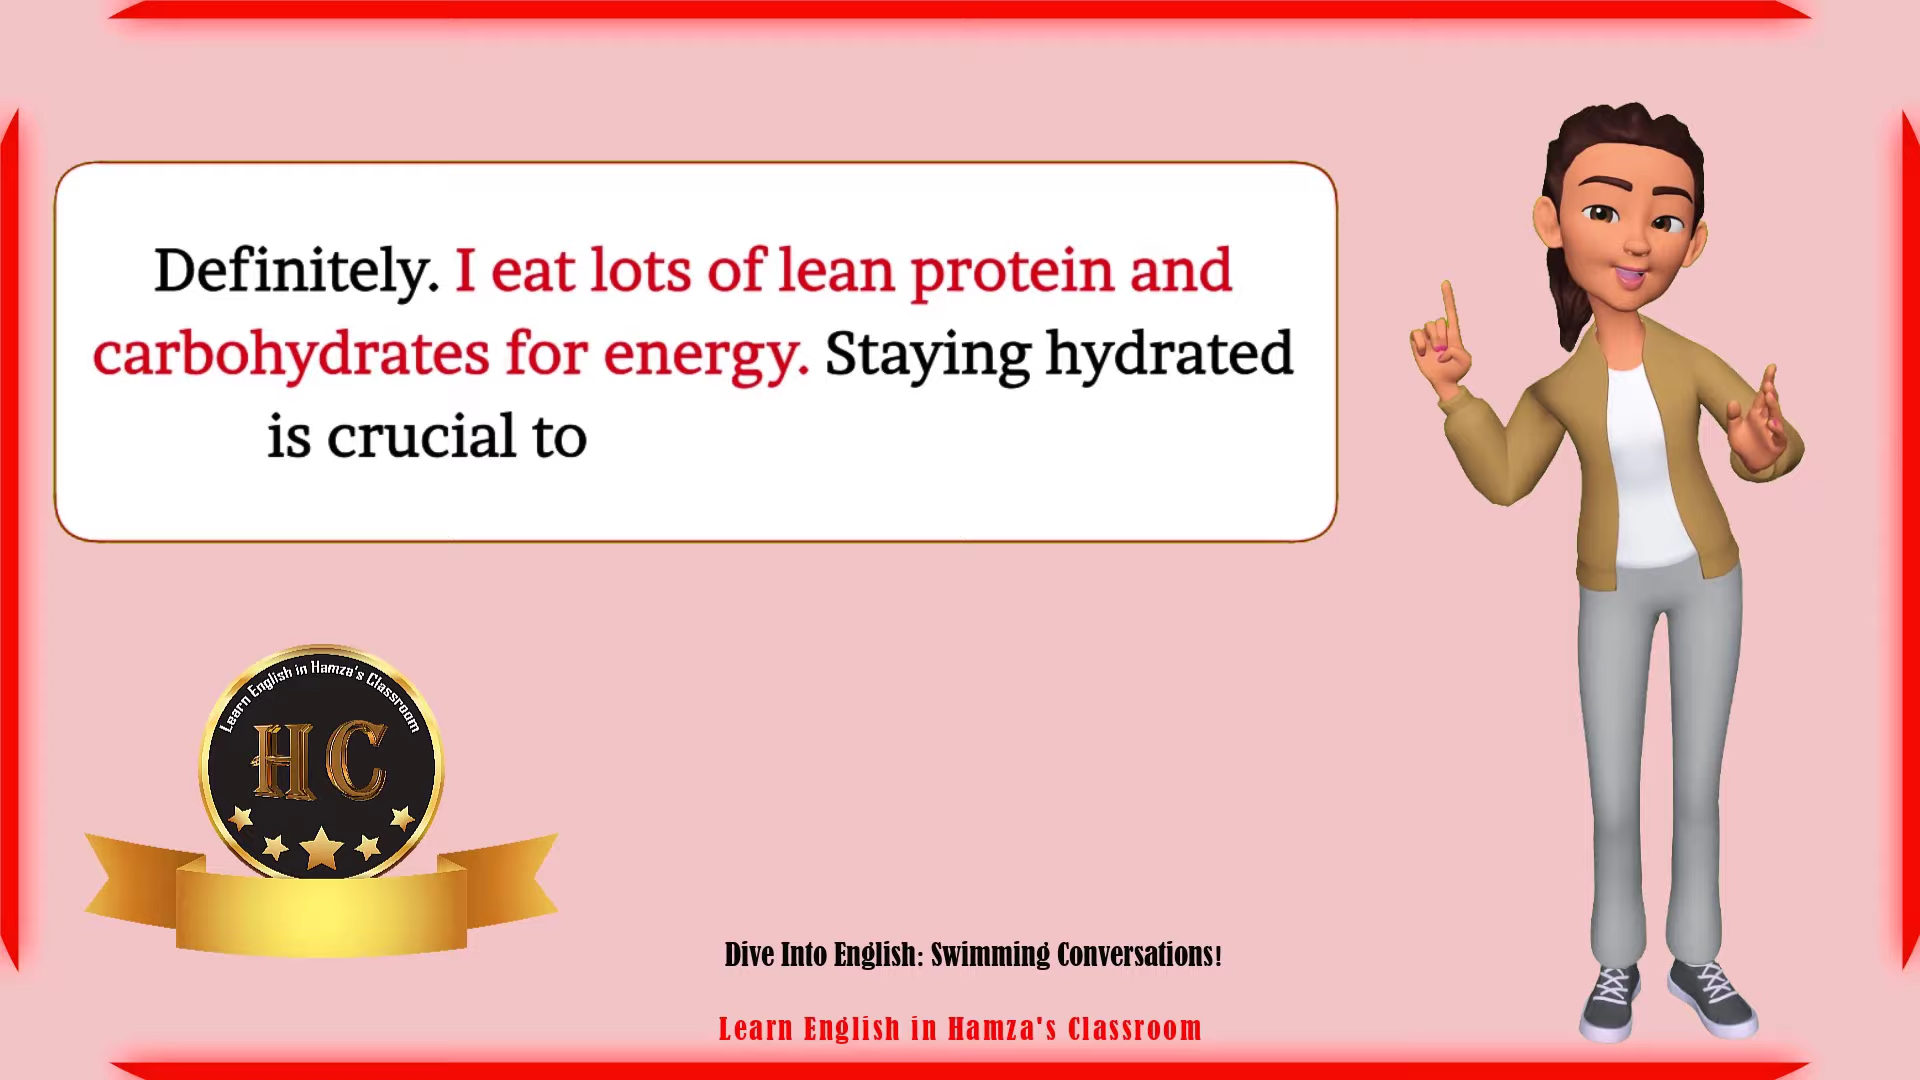 Definitely. I eat lots of lean protein and
carbohydrates for energy. Staying hydrated
is crucial to
Learn English in Hamza's Classroom
HC
Dive Into English: Swimming Conversations!
Learn English in Hamza's Classroom